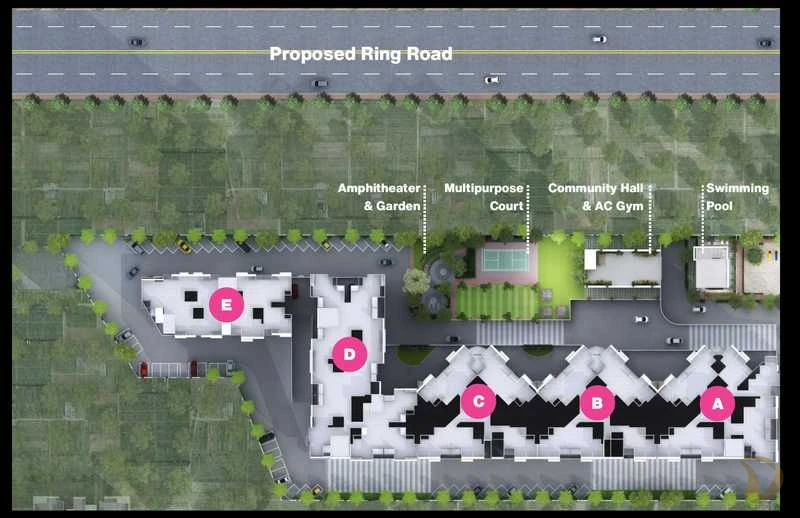 Proposed Ring Road
Amphitheater
& Garden
Multipurpose
Court
Community Hall
& AC Gym
Swimming
Pool
E
D
C
B
A